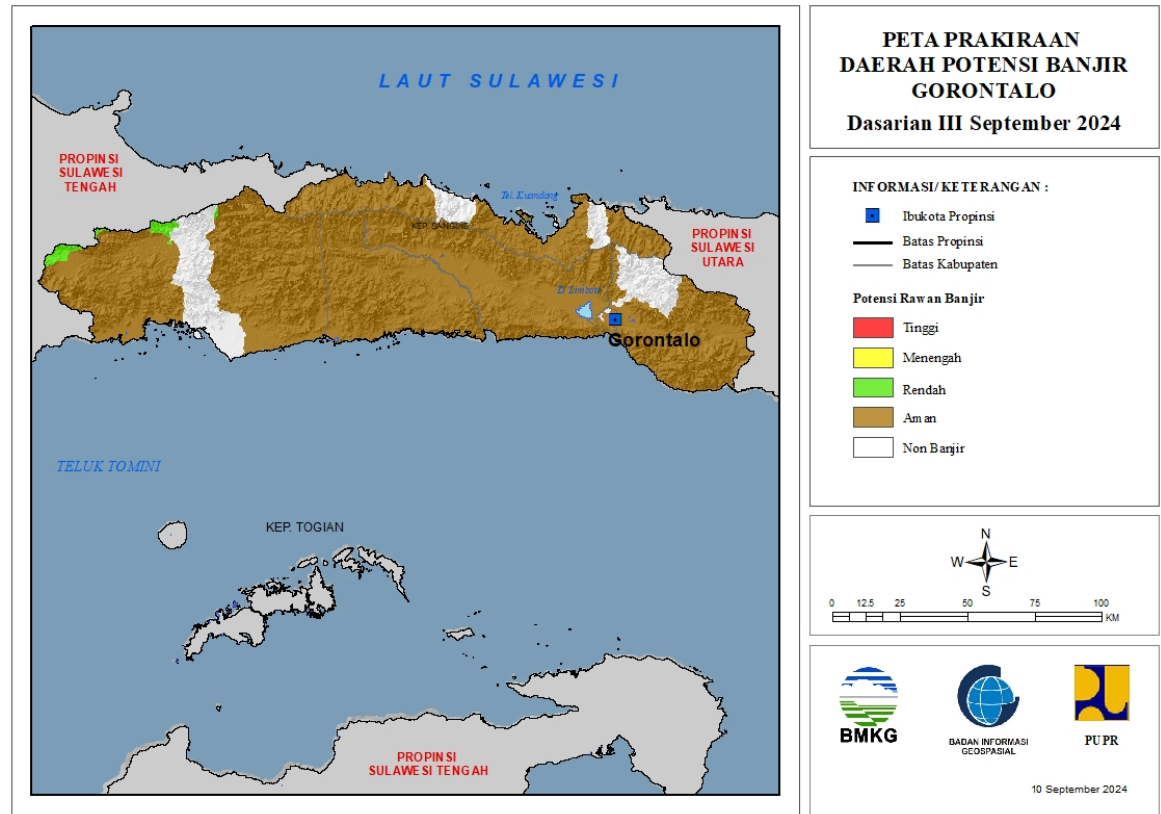 LAUT SULAWESI
PROPINSI
SULAWESI
TENGAH
Tel. Kuandang
KEP. SANGIHE
PROPINSI
SULAWESI
UTARA
D. Limboto
Gorontalo
TELUK TOMINI
KEP. TOGIAN
PROPINSI
SULAWESI TENGAH
PETA PRAKIRAAN
DAERAH POTENSI BANJIR
GORONTALO
Dasarian III September 2024
INFORMASI/KETERANGAN :
Ibukota Propinsi
Batas Propinsi
Batas Kabupaten
Potensi Rawan Banjir
Tinggi
Menengah
Rendah
Aman
Non Banjir
N
W E
S
0 12.5 25 50 75 100
KM
BMKG
BADAN INFORMASI
GEOSPASIAL
PUPR
10 September 2024